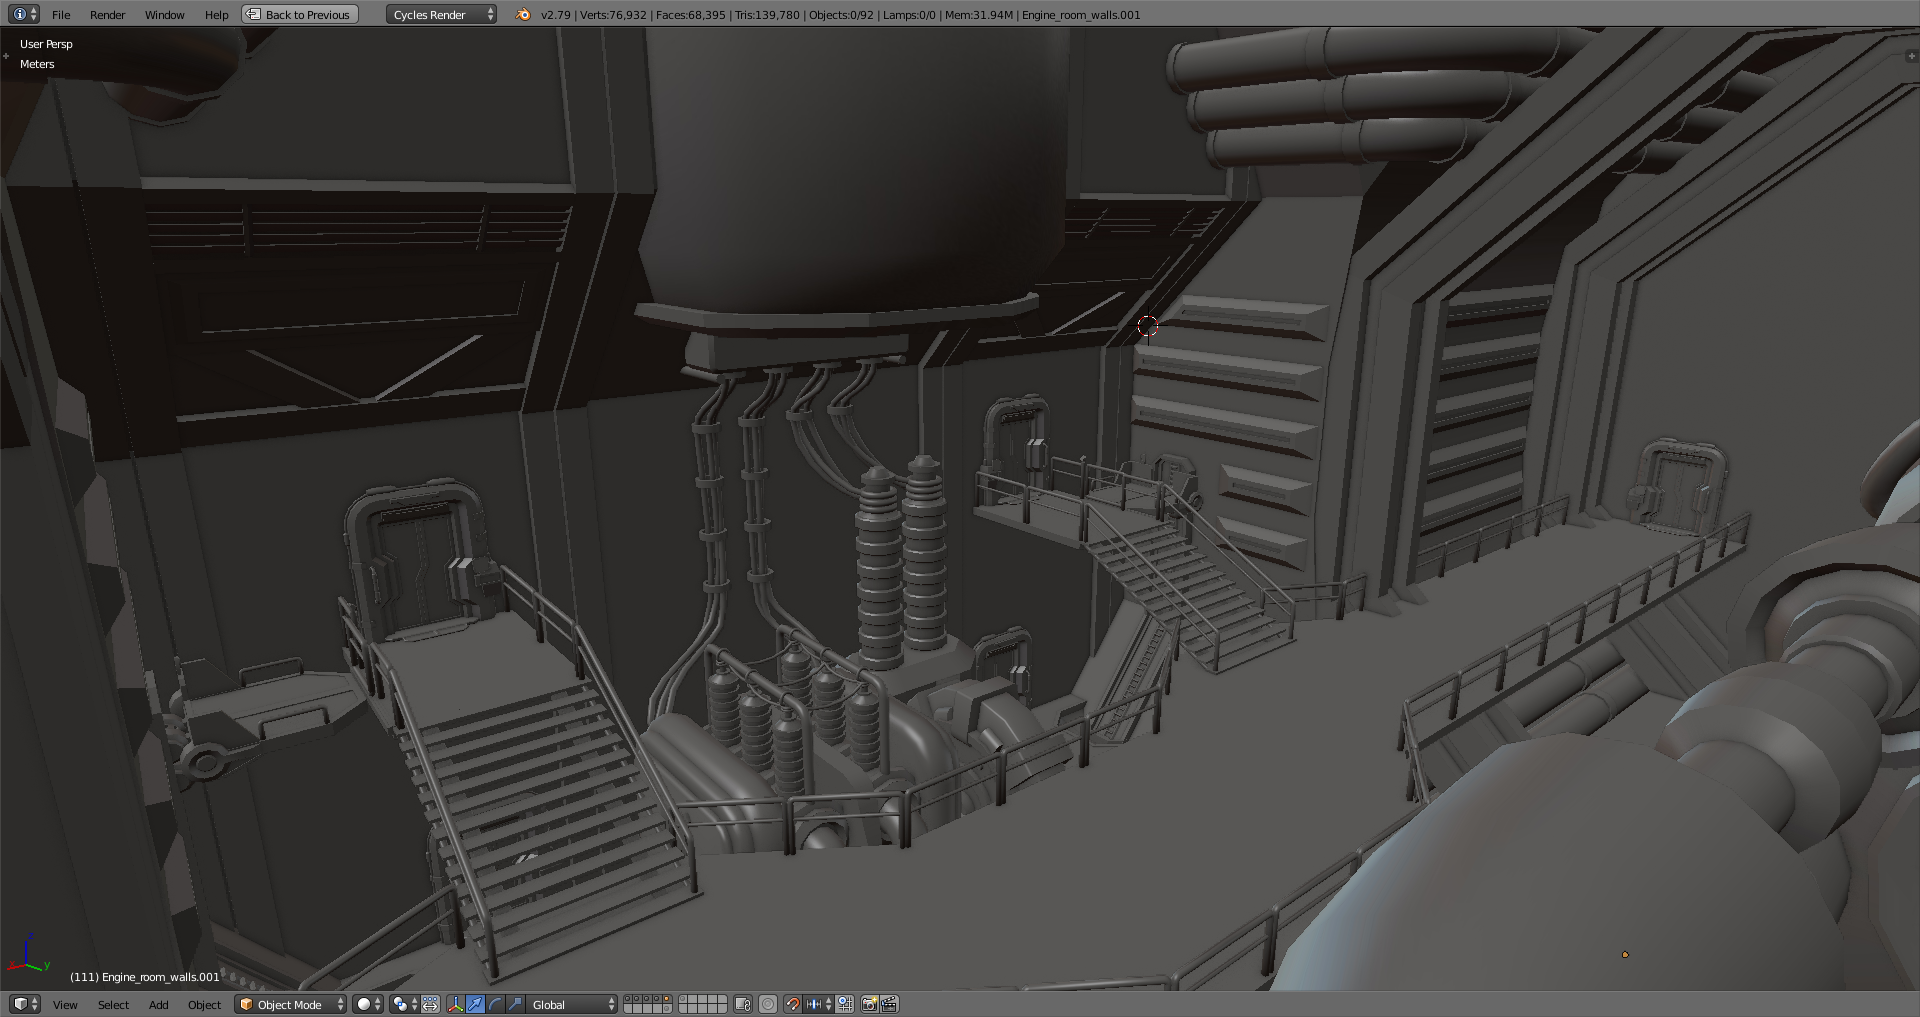 File Render Window Help Back to Previous Cycles Render v2.79 | Verts:76,932 | Faces:68,395 | Tris:139,780 | Objects:0/92 | Lamps:0/0 | Mem:31.94M | Engine_room_walls.001
User Persp
Meters
z
x y
(111) Engine_room_walls.001
View Select Add Object Object Mode Global